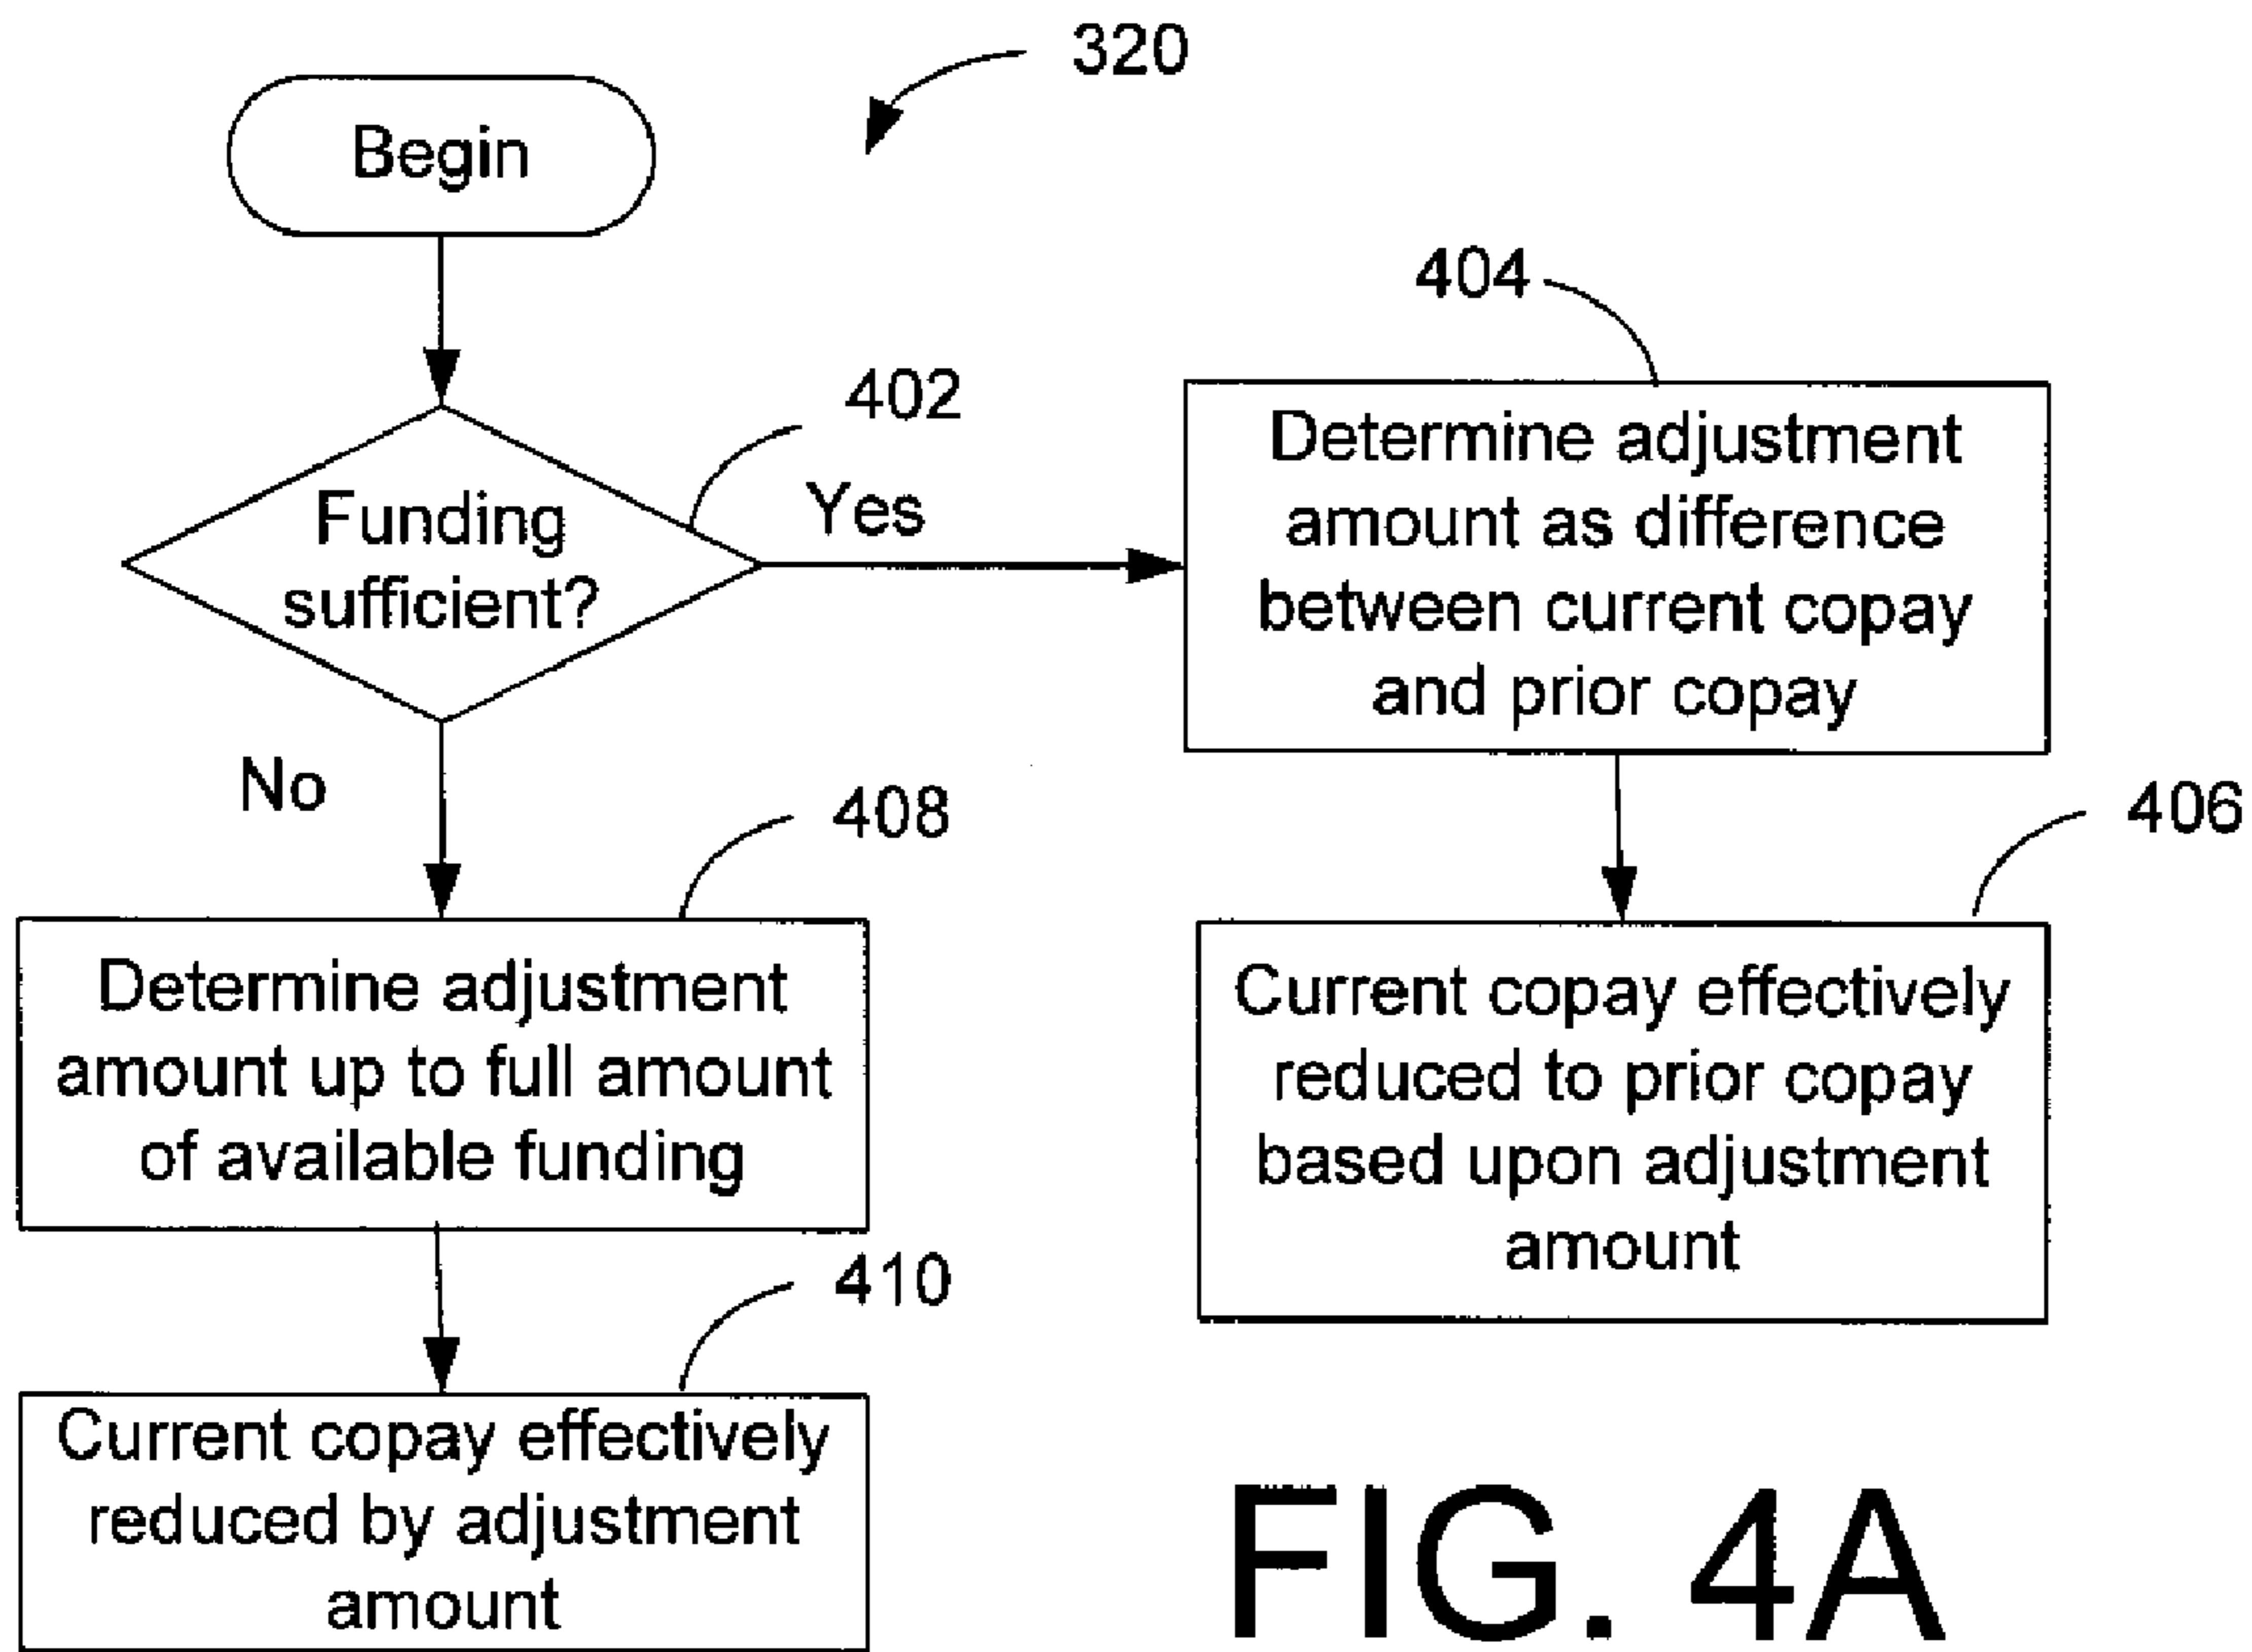 320
Begin
402
Funding
sufficient?
Yes
No
404
Determine adjustment
amount as difference
between current copay
and prior copay
406
Current copay effectively
reduced to prior copay
based upon adjustment
amount
408
Determine adjustment
amount up to full amount
of available funding
410
Current copay effectively
reduced by adjustment
amount
FIG. 4A